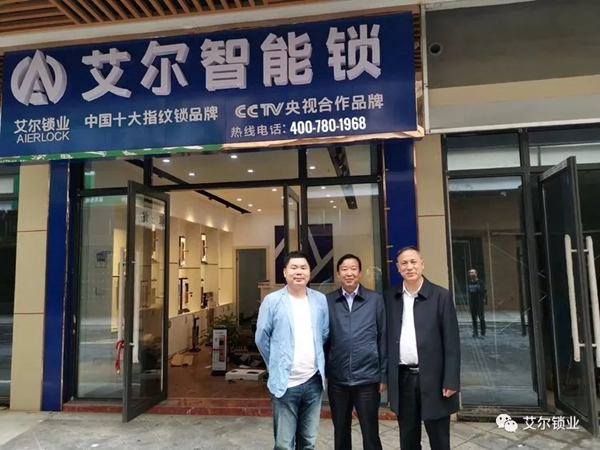 艾尔智能锁
艾尔锁业
AIERLOCK
中国十大指纹锁品牌 CCTV央视合作品牌
热线电话：400-780-1968
艾尔锁业